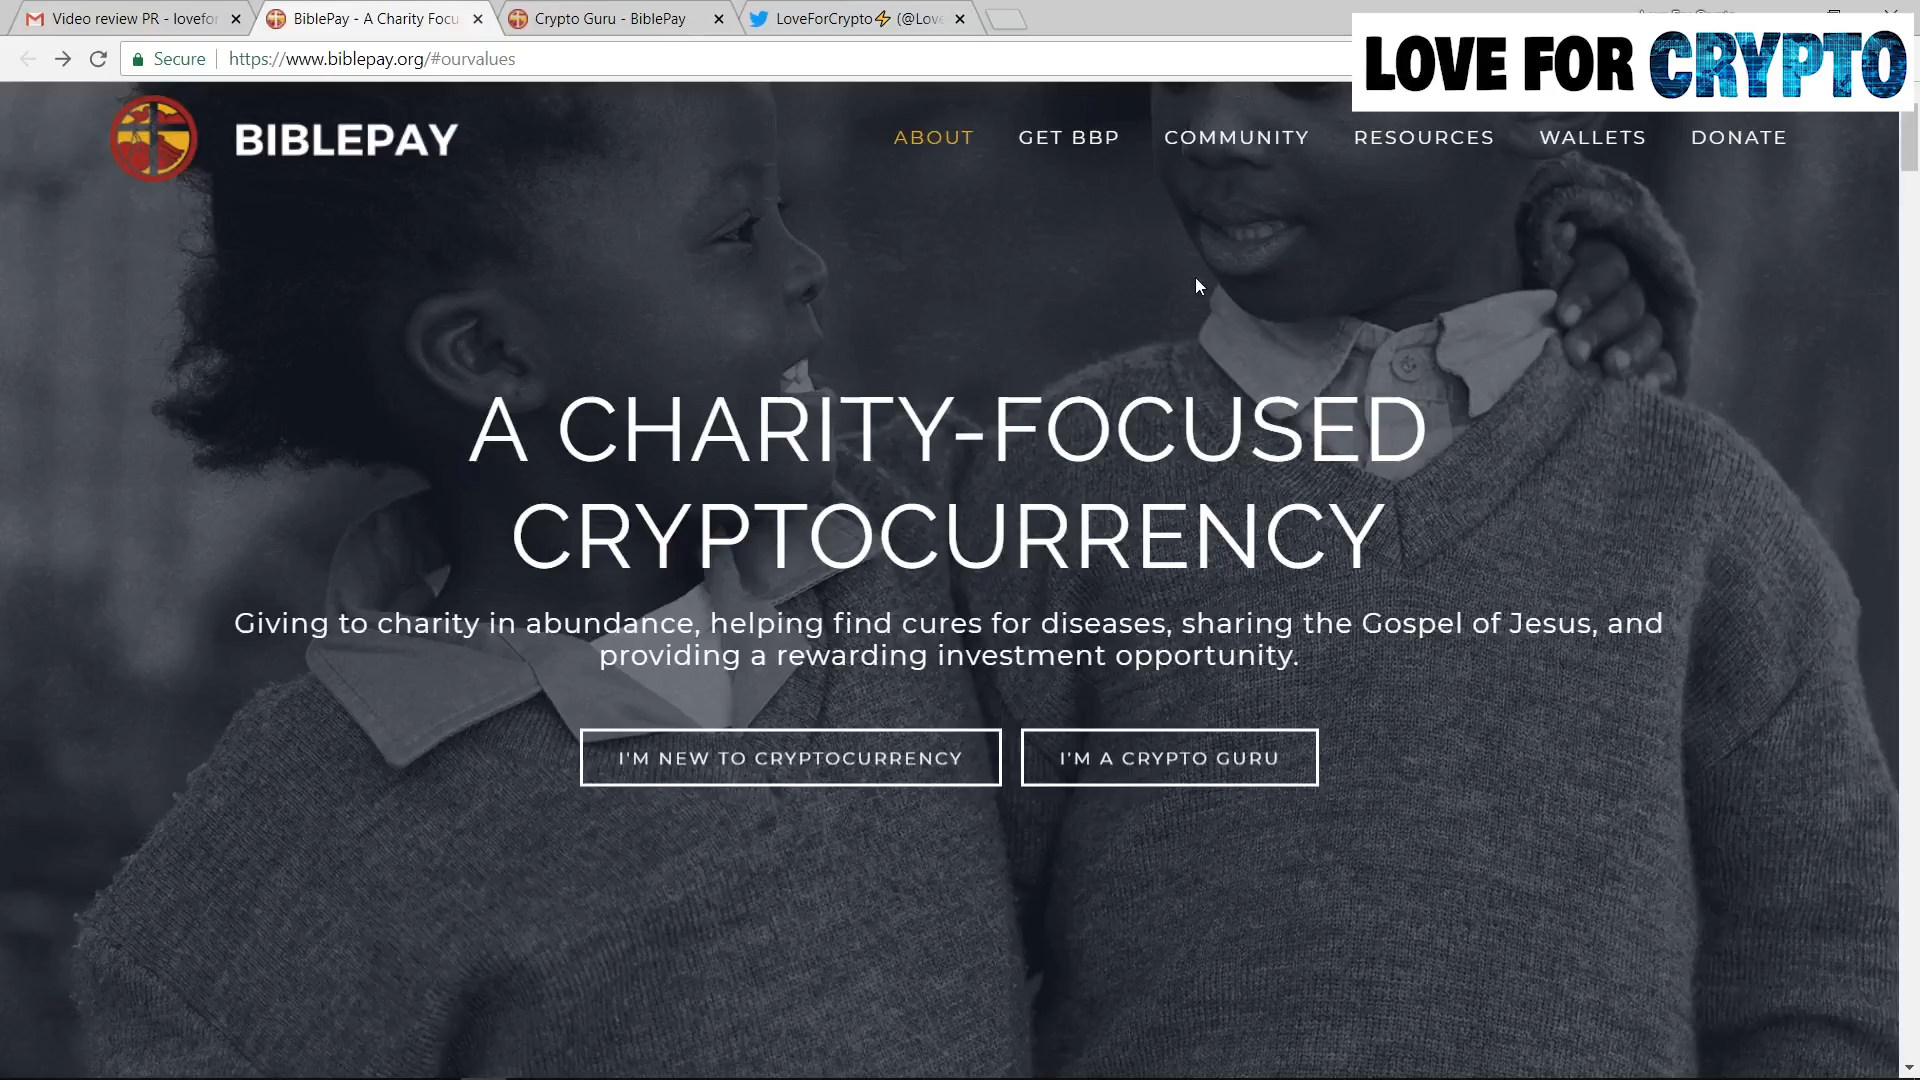 Video review PR - lovefor
BiblePay - A Charity Focu
Crypto Guru - BiblePay
LoveForCrypto⚡ (@Love
Secure
https://www.biblepay.org/#ourvalues
LOVE FOR CRYPTO
BIBLEPAY
ABOUT
GET BBP
COMMUNITY
RESOURCES
WALLETS
DONATE
A CHARITY-FOCUSED
CRYPTOCURRENCY
Giving to charity in abundance, helping find cures for diseases, sharing the Gospel of Jesus, and
providing a rewarding investment opportunity.
I'M NEW TO CRYPTOCURRENCY
I'M A CRYPTO GURU